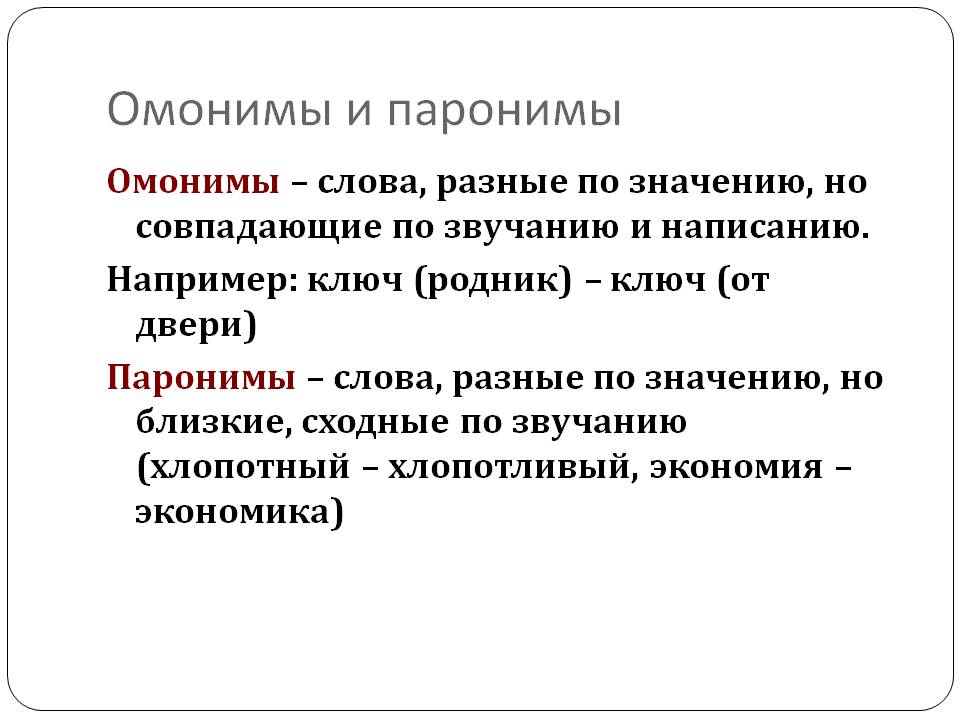 Омонимы и паронимы
Омонимы – слова, разные по значению, но
совпадающие по звучанию и написанию.
Например: ключ (родник) – ключ (от
двери)
Паронимы – слова, разные по значению, но
близкие, сходные по звучанию
(хлопотный – хлопотливый, экономия –
экономика)